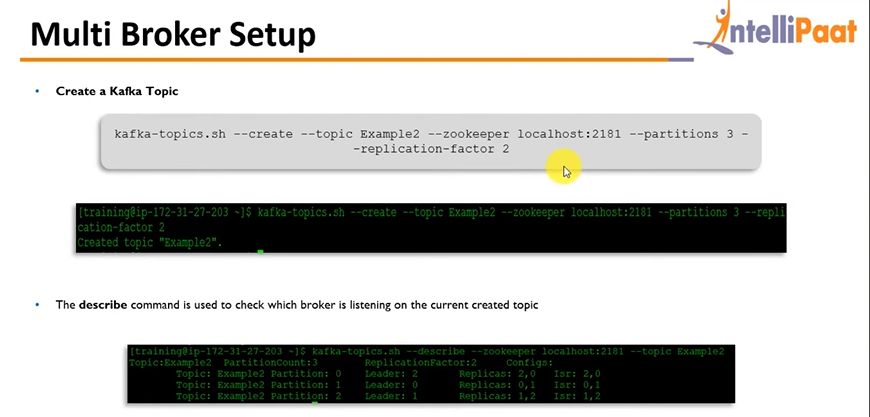 Multi Broker Setup
IntelliPaat
• Create a Kafka Topic
kafka-topics.sh --create --topic Example2 --zookeeper localhost:2181 --partitions 3 -
-replication-factor 2
[training@ip-172-31-27-203 ~]$ kafka-topics.sh --create --topic Example2 --zookeeper localhost:2181 --partitions 3 --repli
cation-factor 2
Created topic "Example2".
• The describe command is used to check which broker is listening on the current created topic
[training@ip-172-31-27-203 ~]$ kafka-topics.sh --describe --zookeeper localhost:2181 --topic Example2
Topic:Example2 PartitionCount:3 ReplicationFactor:2 Configs:
Topic: Example2 Partition: 0 Leader: 2 Replicas: 2,0 Isr: 2,0
Topic: Example2 Partition: 1 Leader: 0 Replicas: 0,1 Isr: 0,1
Topic: Example2 Partition: 2 Leader: 1 Replicas: 1,2 Isr: 1,2